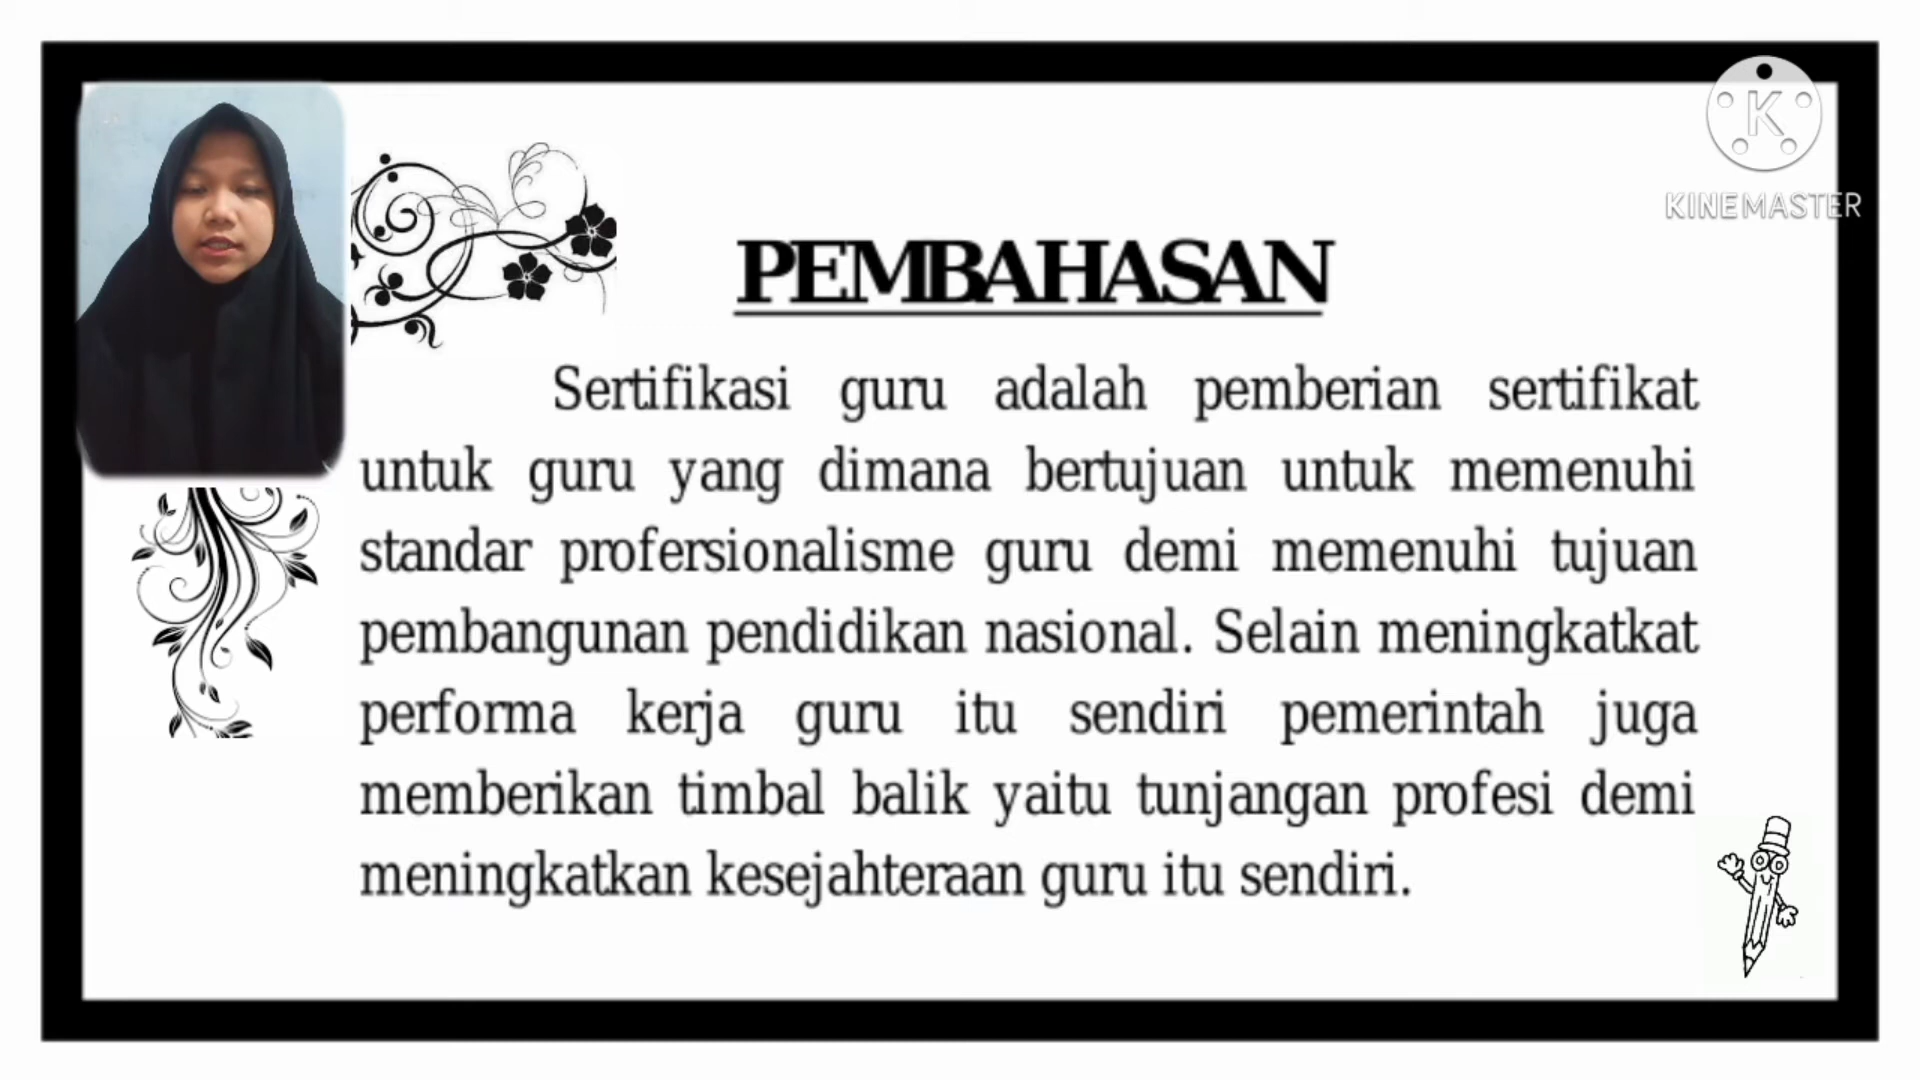 K
KINEMASTER
PEMBAHASAN
Sertifikasi guru adalah pemberian sertifikat
untuk guru yang dimana bertujuan untuk memenuhi
standar profersionalisme guru demi memenuhi tujuan
pembangunan pendidikan nasional. Selain meningkatkat
performa kerja guru itu sendiri pemerintah juga
memberikan timbal balik yaitu tunjangan profesi demi
meningkatkan kesejahteraan guru itu sendiri.